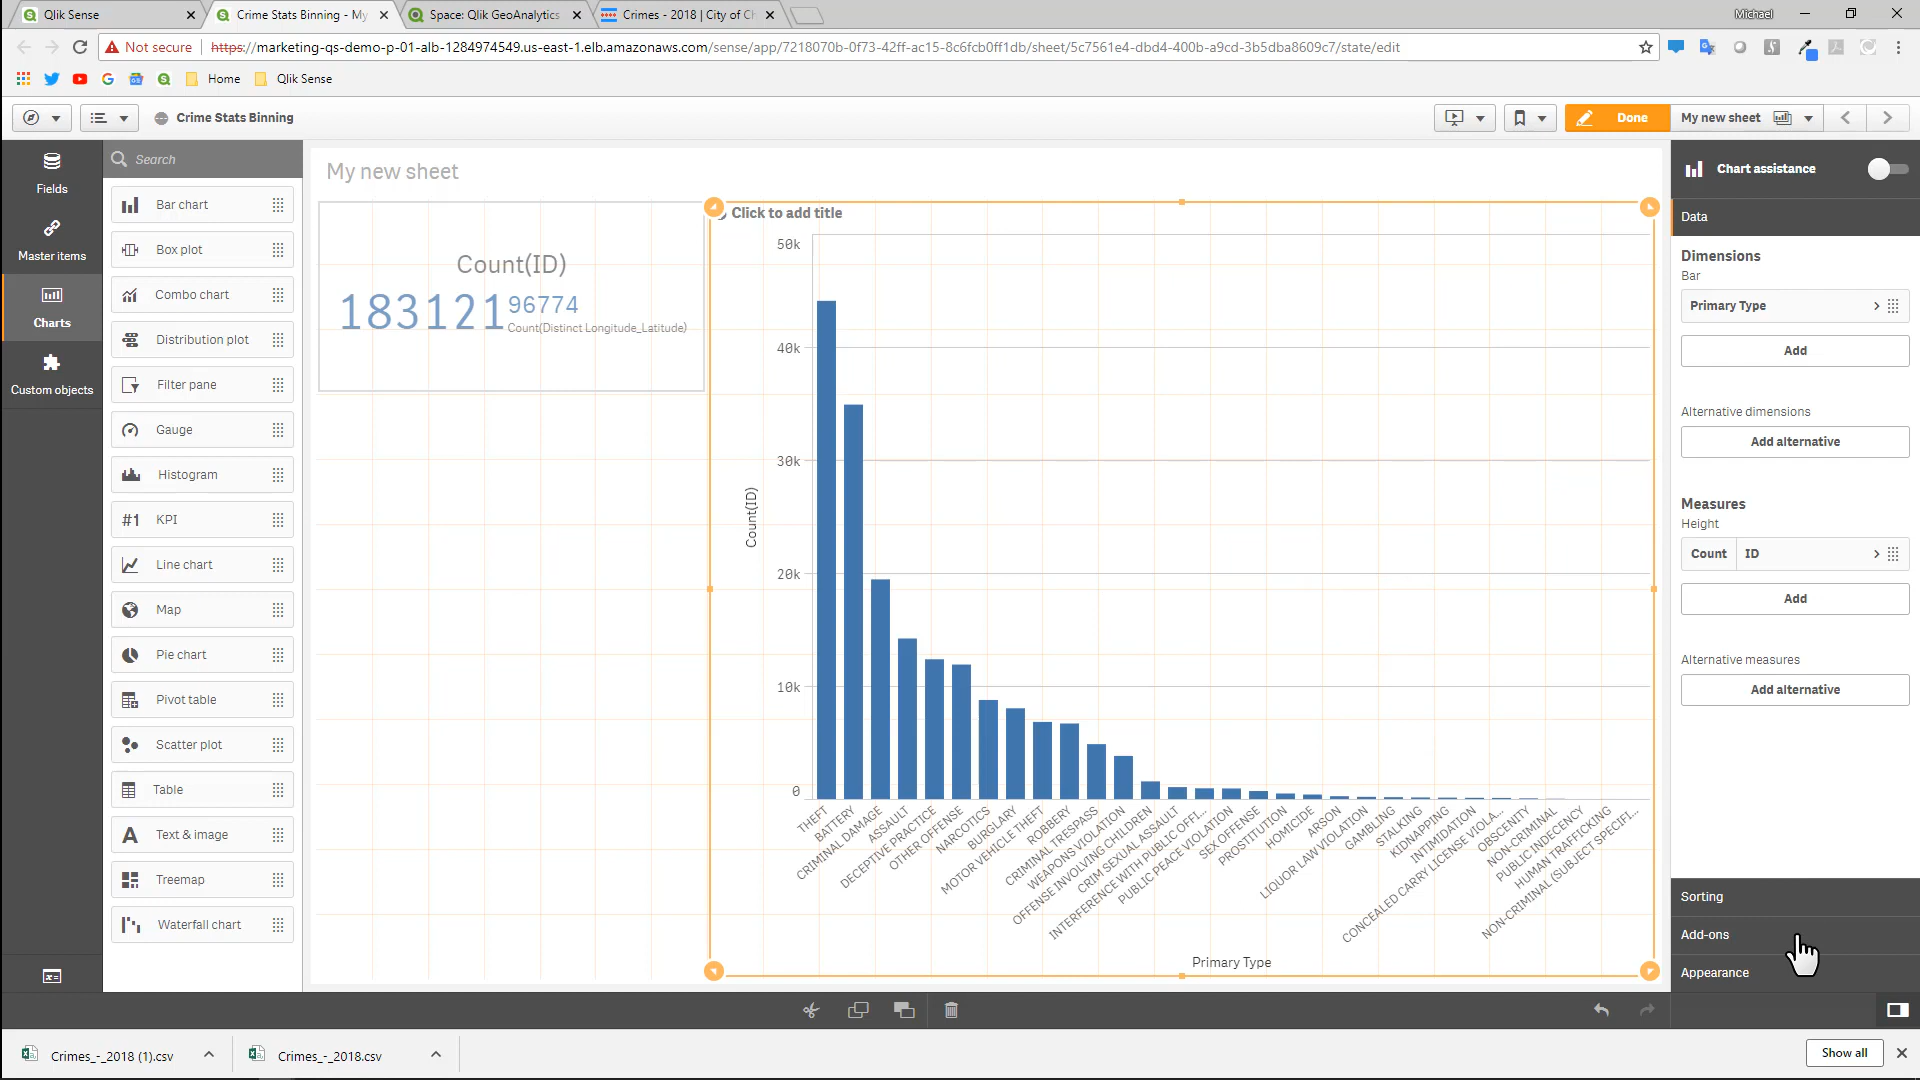 Qlik Sense
Crime Stats Binning - My
Space: Qlik GeoAnalytics
Crimes - 2018 | City of Ch
Michael
Not secure
https://marketing-qs-demo-p-01-alb-1284974549.us-east-1.elb.amazonaws.com/sense/app/7218070b-0f73-42ff-ac15-8c6fcb0ff1db/sheet/5c7561e4-dbd4-400b-a9cd-3b5dba8609c7/state/edit
Home
Qlik Sense
Crime Stats Binning
Done
My new sheet
Fields
Master items
Charts
Custom objects
Search
Bar chart
Box plot
Combo chart
Distribution plot
Filter pane
Gauge
Histogram
#1 KPI
Line chart
Map
Pie chart
Pivot table
Scatter plot
Table
A Text & image
Treemap
Waterfall chart
My new sheet
Count(ID)
183121
96774
Count(Distinct Longitude_Latitude)
Click to add title
50k
40k
30k
20k
10k
0
Count(ID)
THEFT
BATTERY
CRIMINAL DAMAGE
ASSAULT
DECEPTIVE PRACTICE
OTHER OFFENSE
NARCOTICS
BURGLARY
MOTOR VEHICLE THEFT
ROBBERY
CRIMINAL TRESPASS
WEAPONS VIOLATION
OFFENSE INVOLVING CHILDREN
CRIM SEXUAL ASSAULT
INTERFERENCE WITH PUBLIC OFFI...
PUBLIC PEACE VIOLATION
SEX OFFENSE
PROSTITUTION
HOMICIDE
ARSON
LIQUOR LAW VIOLATION
GAMBLING
STALKING
KIDNAPPING
INTIMIDATION
CONCEALED CARRY LICENSE VIOLA...
OBSCENITY
NON-CRIMINAL
PUBLIC INDECENCY
HUMAN TRAFFICKING
NON-CRIMINAL (SUBJECT SPECIFI...
Primary Type
Chart assistance
Data
Dimensions
Bar
Primary Type
Add
Alternative dimensions
Add alternative
Measures
Height
Count ID
Add
Alternative measures
Add alternative
Sorting
Add-ons
Appearance
Crimes_-_2018 (1).csv
Crimes_-_2018.csv
Show all